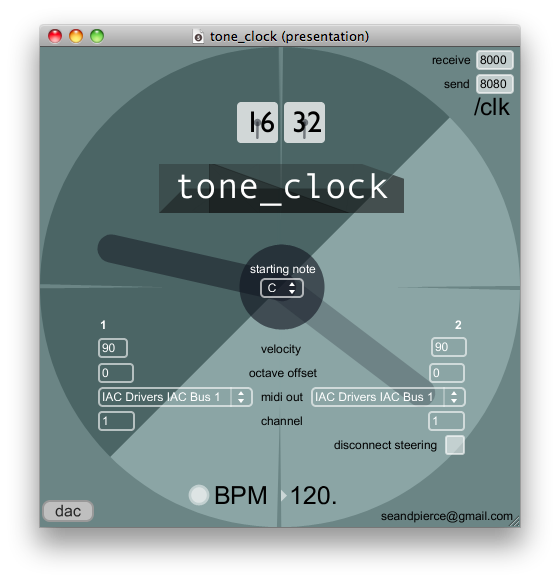 tone_clock (presentation)
receive 8000
send 8080
/clk
16 32
tone_clock
starting note
C
1 2
90 velocity 90
0 octave offset 0
IAC Drivers IAC Bus 1 midi out IAC Drivers IAC Bus 1
1 channel 1
disconnect steering
BPM 120.
dac
seandpierce@gmail.com